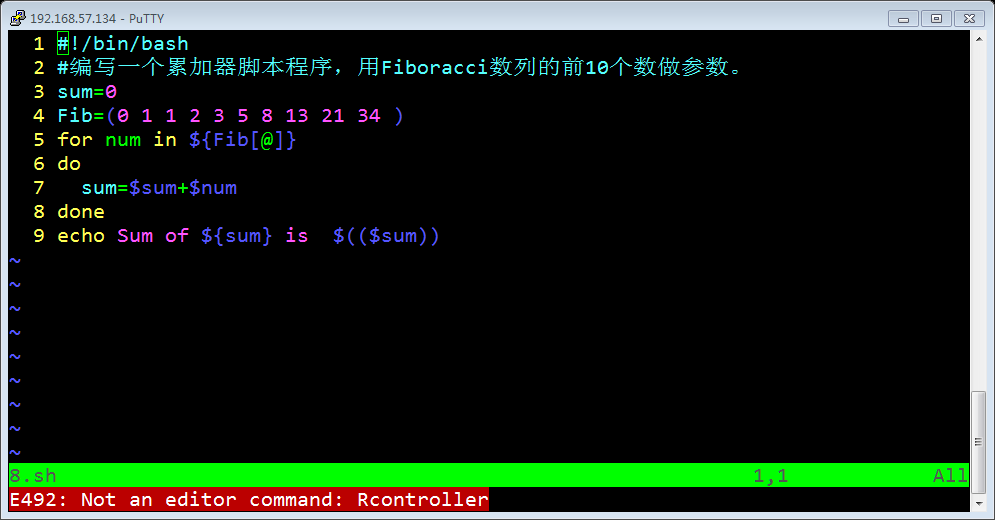 192.168.57.134 - PuTTY
1 #!/bin/bash
2 #编写一个累加器脚本程序，用Fiboracci数列的前10个数做参数。
3 sum=0
4 Fib=(0 1 1 2 3 5 8 13 21 34 )
5 for num in ${Fib[@]}
6 do
7   sum=$sum+$num
8 done
9 echo Sum of ${sum} is  $(($sum))
~
~
~
~
~
~
~
~
~
8.sh 1,1 All
E492: Not an editor command: Rcontroller